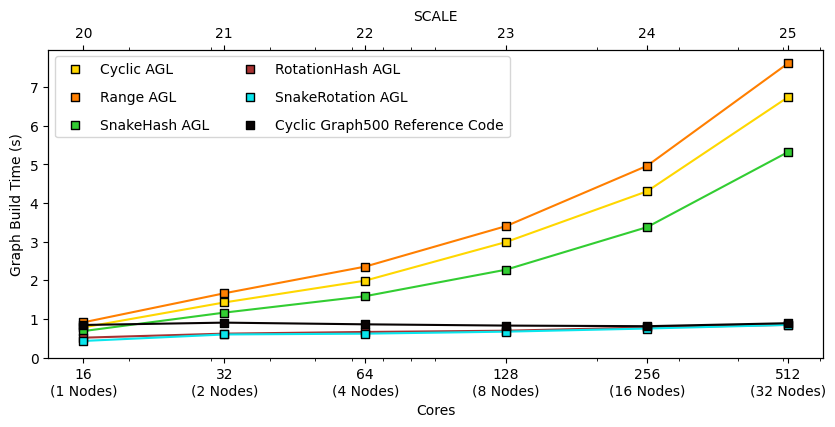 SCALE
20 21 22 23 24 25
Cyclic AGL RotationHash AGL
Range AGL SnakeRotation AGL
SnakeHash AGL Cyclic Graph500 Reference Code
Graph Build Time (s)
7
6
5
4
3
2
1
0
16 32 64 128 256 512
(1 Nodes) (2 Nodes) (4 Nodes) (8 Nodes) (16 Nodes) (32 Nodes)
Cores